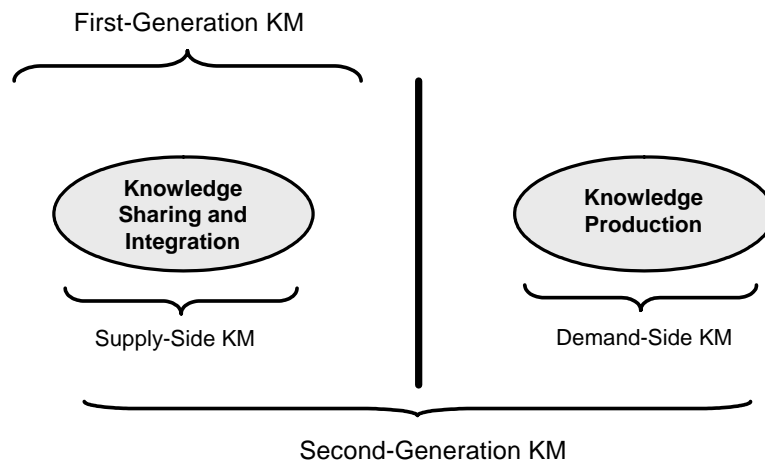 First-Generation KM
Knowledge
Sharing and
Integration
Knowledge
Production
Supply-Side KM
Demand-Side KM
Second-Generation KM